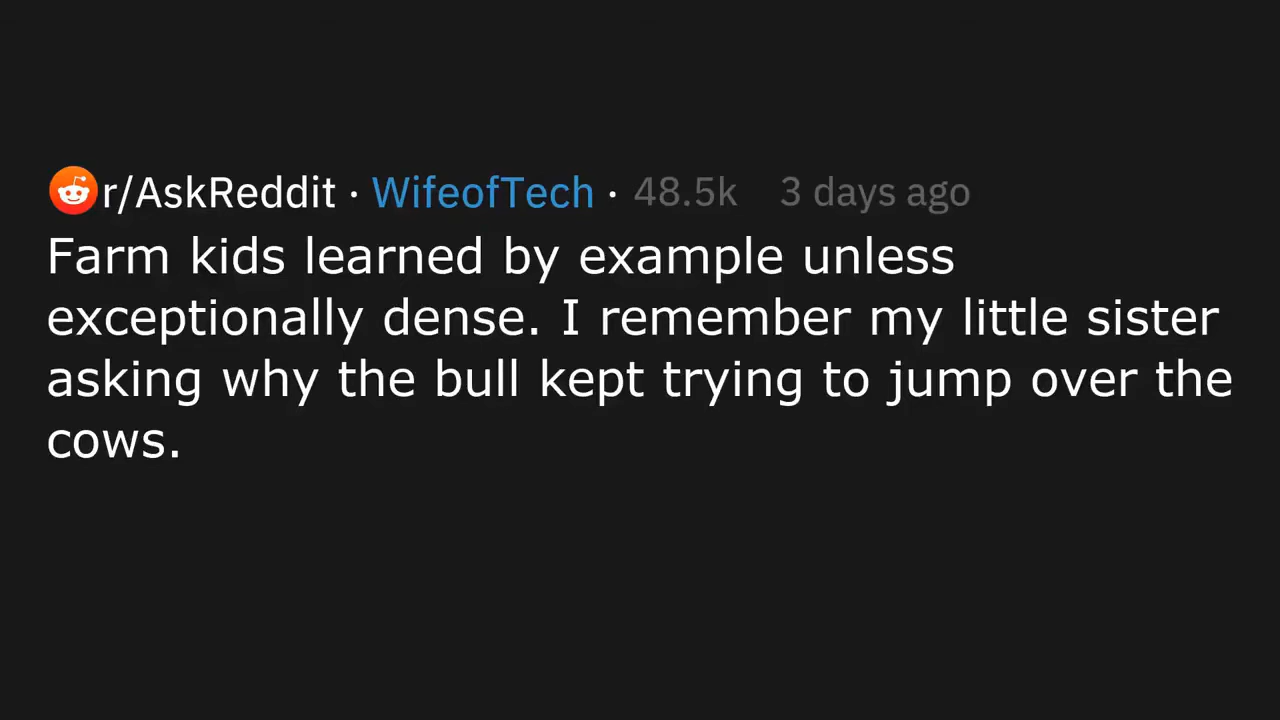 r/AskReddit · WifeofTech · 48.5k 3 days ago
Farm kids learned by example unless
exceptionally dense. I remember my little sister
asking why the bull kept trying to jump over the
cows.